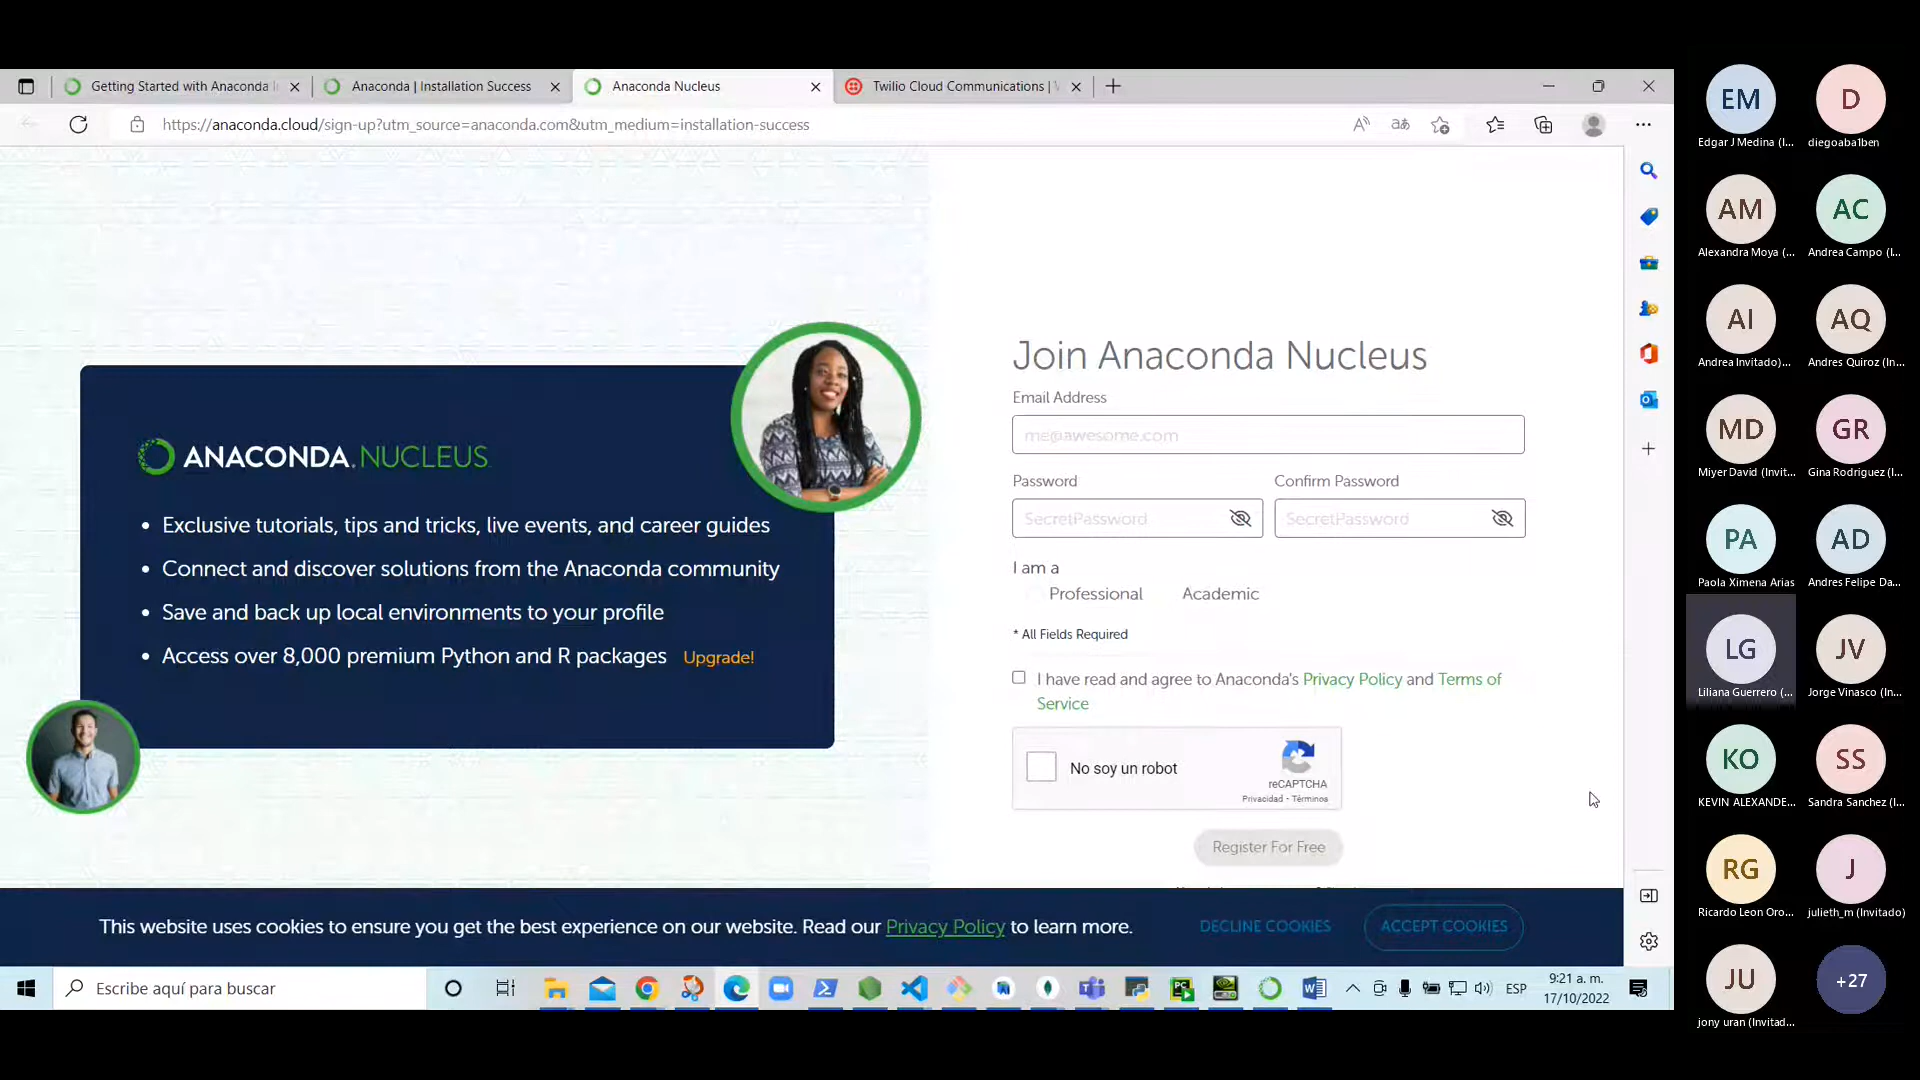 Getting Started with Anaconda
Anaconda | Installation Success
Anaconda Nucleus
Twilio Cloud Communications |
https://anaconda.cloud/sign-up?utm_source=anaconda.com&utm_medium=installation-success
ANACONDA.NUCLEUS
• Exclusive tutorials, tips and tricks, live events, and career guides
• Connect and discover solutions from the Anaconda community
• Save and back up local environments to your profile
• Access over 8,000 premium Python and R packages Upgrade!
Join Anaconda Nucleus
Email Address
me@awesome.com
Password
Confirm Password
SecretPassword
SecretPassword
I am a
Professional
Academic
* All Fields Required
I have read and agree to Anaconda's Privacy Policy and Terms of
Service
No soy un robot
reCAPTCHA
Privacidad - Términos
Register For Free
This website uses cookies to ensure you get the best experience on our website. Read our Privacy Policy to learn more.
DECLINE COOKIES
ACCEPT COOKIES
Escribe aquí para buscar
ESP
9:21 a. m.
17/10/2022
EM
Edgar J Medina (I...
D
diegoaba1ben
AM
Alexandra Moya (...
AC
Andrea Campo (I...
AI
Andrea Invitado)...
AQ
Andres Quiroz (In...
MD
Miyer David (Invit...
GR
Gina Rodriguez (I...
PA
Paola Ximena Arias
AD
Andres Felipe Da...
LG
Liliana Guerrero (...
JV
Jorge Vinasco (In...
KO
KEVIN ALEXANDE...
SS
Sandra Sanchez (I...
RG
Ricardo Leon Oro...
J
julieth_m (Invitado)
JU
jony uran (Invitad...
+27